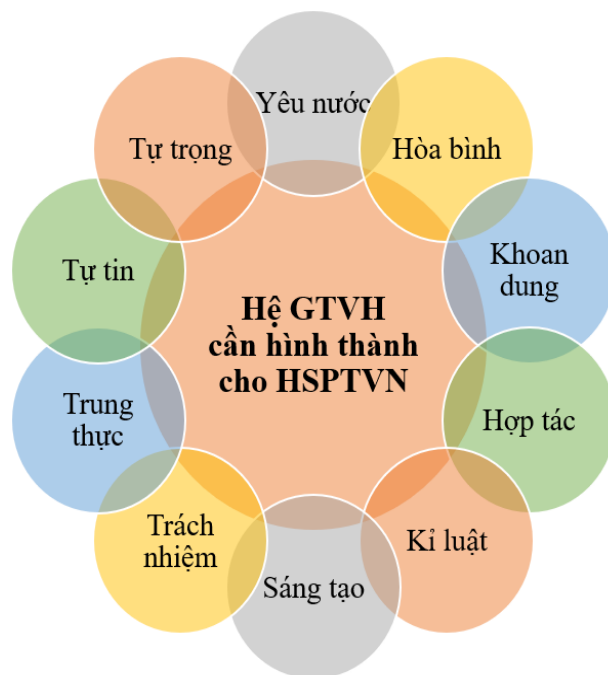 Yêu nước
Hòa bình
Khoan
dung
Hợp tác
Kỉ luật
Sáng tạo
Trách
nhiệm
Trung
thực
Tự tin
Tự trọng
Hệ GTVH
cần hình thành
cho HSPTVN